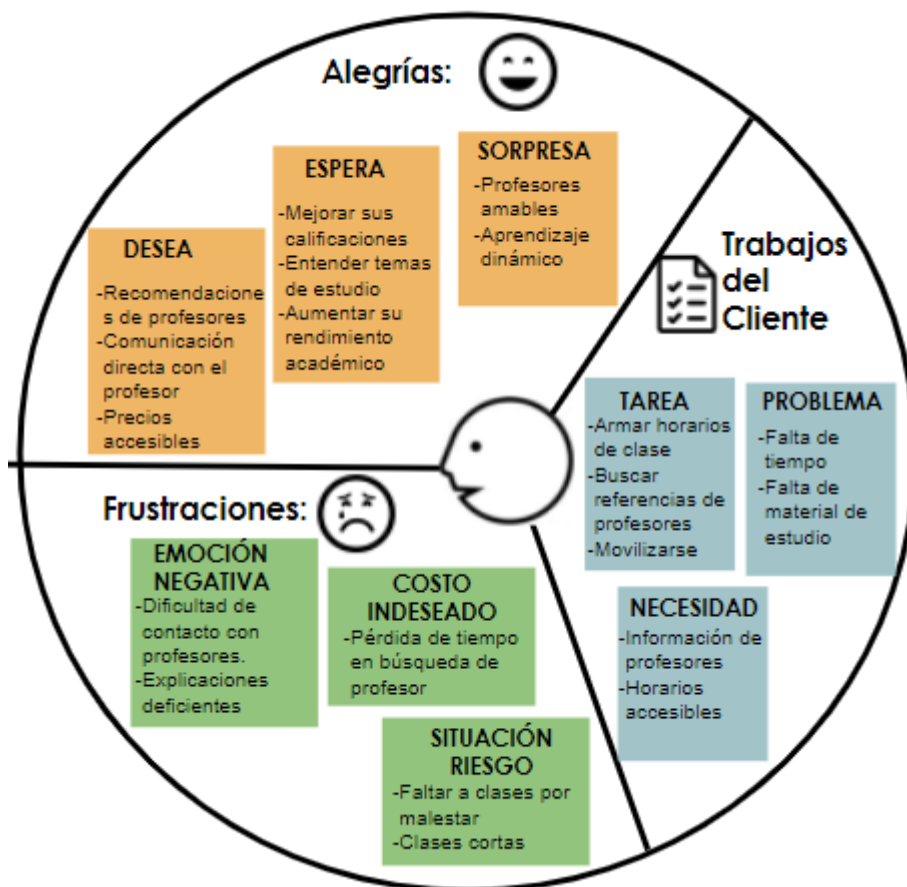 Alegrías:
DESEA
-Recomendacione
s de profesores
-Comunicación
directa con el
profesor
-Precios
accesibles
ESPERA
-Mejorar sus
calificaciones
-Entender temas
de estudio
-Aumentar su
rendimiento
académico
SORPRESA
-Profesores
amables
-Aprendizaje
dinámico
Trabajos
del
Cliente
TAREA
-Armar horarios
de clase
-Buscar
referencias de
profesores
-Movilizarse
PROBLEMA
-Falta de
tiempo
-Falta de
material de
estudio
NECESIDAD
-Información de
profesores
-Horarios
accesibles
Frustraciones:
EMOCIÓN
NEGATIVA
-Dificultad de
contacto con
profesores.
-Explicaciones
deficientes
COSTO
INDESEADO
-Pérdida de tiempo
en búsqueda de
profesor
SITUACIÓN
RIESGO
-Faltar a clases por
malestar
-Clases cortas